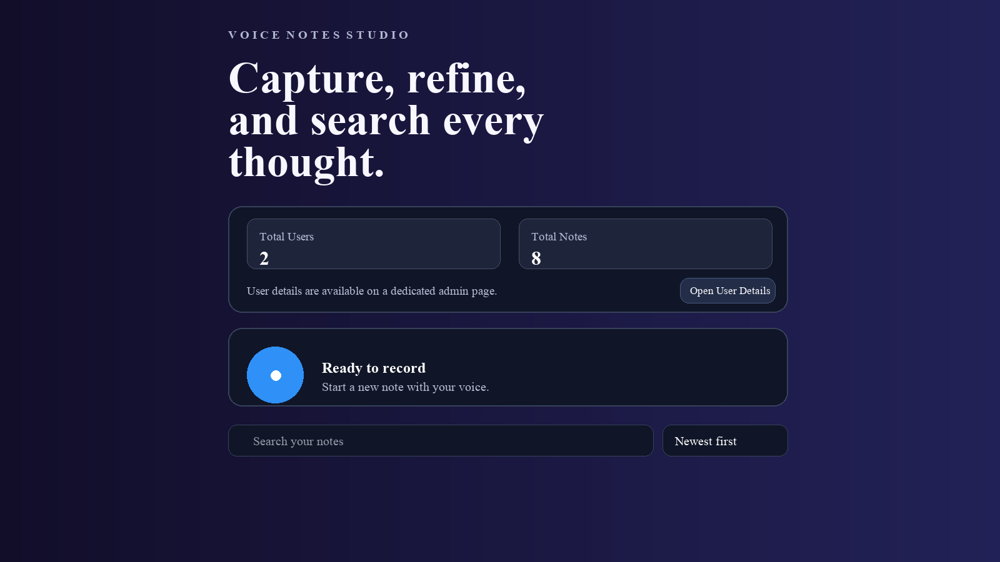 VOICE NOTES STUDIO
Capture, refine,
and search every
thought.
Total Users
2
Total Notes
8
User details are available on a dedicated admin page.
Open User Details
Ready to record
Start a new note with your voice.
Search your notes
Newest first